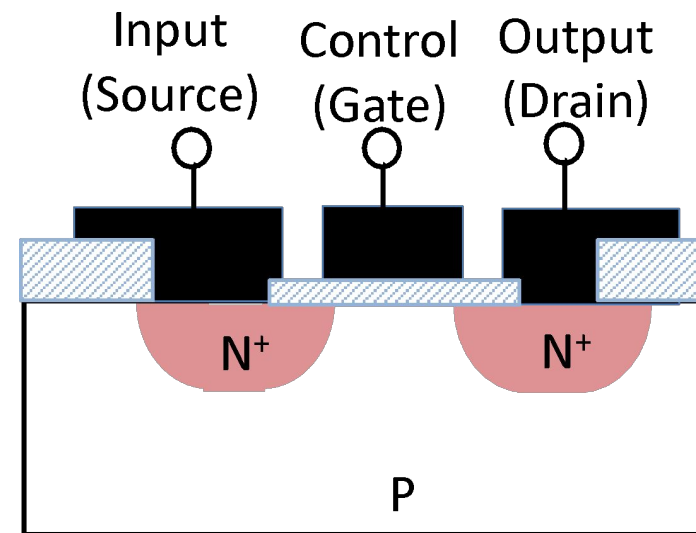 Input
(Source)
Control
(Gate)
Output
(Drain)
N⁺
N⁺
P